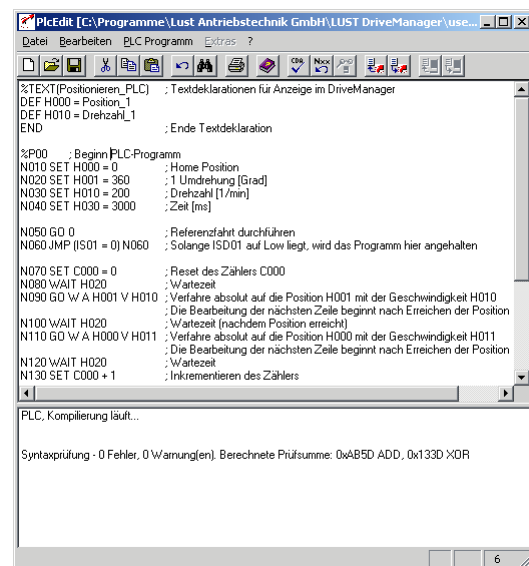 PlcEdit [C:\Programme\Lust Antriebstechnik GmbH\LUST DriveManager\use...
Datei Bearbeiten PLC Programm Extras ?
%TEXT(Positionieren_PLC) ; Textdeklarationen für Anzeige im DriveManager
DEF H000 = Position_1
DEF H010 = Drehzahl_1
END ; Ende Textdeklaration
%P00 ; Beginn PLC-Programm
N010 SET H000 = 0 ; Home Position
N020 SET H001 = 360 ; 1 Umdrehung [Grad]
N030 SET H010 = 200 ; Drehzahl [1/min]
N040 SET H030 = 3000 ; Zeit [ms]
N050 GO 0 ; Referenzfahrt durchführen
N060 JMP (IS01 = 0) N060 ; Solange ISD01 auf Low liegt, wird das Programm hier angehalten
N070 SET C000 = 0 ; Reset des Zählers C000
N080 WAIT H020 ; Wartezeit
N090 GO W A H001 V H010 ; Verfahre absolut auf die Position H001 mit der Geschwindigkeit H010
; Die Bearbeitung der nächsten Zeile beginnt nach Erreichen der Position
N100 WAIT H020 ; Wartezeit (nachdem Position erreicht)
N110 GO W A H000 V H011 ; Verfahre absolut auf die Position H000 mit der Geschwindigkeit H011
; Die Bearbeitung der nächsten Zeile beginnt nach Erreichen der Position
N120 WAIT H020 ; Wartezeit
N130 SET C000 + 1 ; Inkrementieren des Zählers
PLC, Kompilierung läuft...
Syntaxprüfung - 0 Fehler, 0 Warnung(en). Berechnete Prüfsumme: 0xAB5D ADD, 0x133D XOR
6